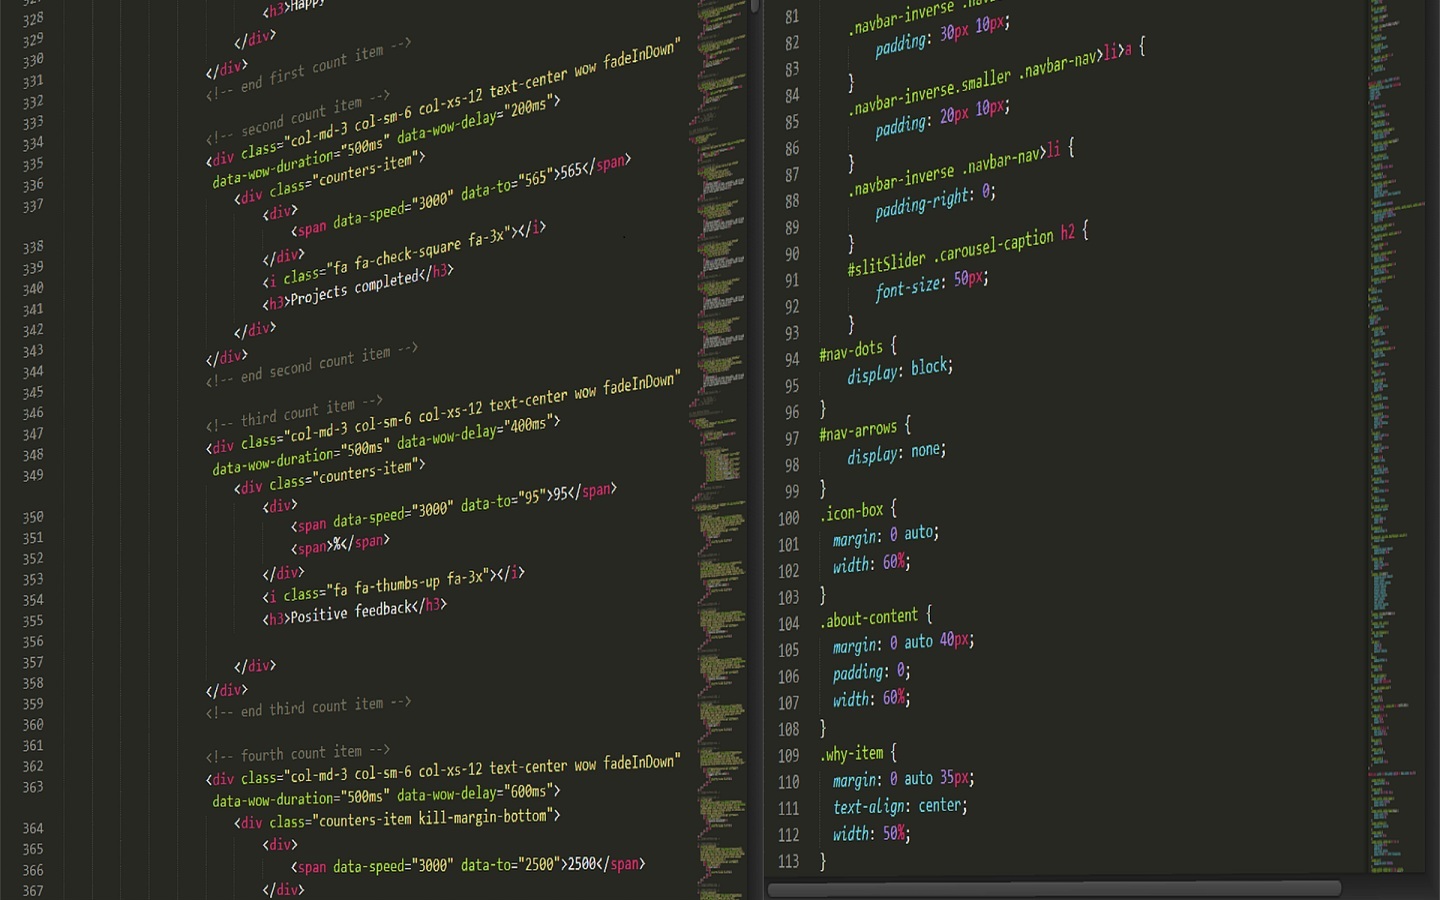 328
329
330
331
332
333
334
335
336
337
338
339
340
341
342
343
344
345
346
347
348
349
350
351
352
353
354
355
356
357
358
359
360
361
362
363
364
365
366
367
<h3>Happy
</div>
</div>
<!-- end first count item -->
<!-- second count item -->
<div class="col-md-3 col-sm-6 col-xs-12 text-center wow fadeInDown"
data-wow-duration="500ms" data-wow-delay="200ms">
<div class="counters-item">
<div>
<span data-speed="3000" data-to="565">565</span>
</div>
<i class="fa fa-check-square fa-3x"></i>
<h3>Projects completed</h3>
</div>
</div>
<!-- end second count item -->
<!-- third count item -->
<div class="col-md-3 col-sm-6 col-xs-12 text-center wow fadeInDown"
data-wow-duration="500ms" data-wow-delay="400ms">
<div class="counters-item">
<div>
<span data-speed="3000" data-to="95">95</span>
<span>%</span>
</div>
<i class="fa fa-thumbs-up fa-3x"></i>
<h3>Positive feedback</h3>
</div>
</div>
<!-- end third count item -->
<!-- fourth count item -->
<div class="col-md-3 col-sm-6 col-xs-12 text-center wow fadeInDown"
data-wow-duration="500ms" data-wow-delay="600ms">
<div class="counters-item kill-margin-bottom">
<div>
<span data-speed="3000" data-to="2500">2500</span>
</div>
81
82
83
84
85
86
87
88
89
90
91
92
93
94
95
96
97
98
99
100
101
102
103
104
105
106
107
108
109
110
111
112
113
.navbar-inverse
padding: 30px 10px;
}
.navbar-inverse.smaller .navbar-nav>li>a {
padding: 20px 10px;
}
.navbar-inverse .navbar-nav>li {
padding-right: 0;
}
#slitSlider .carousel-caption h2 {
font-size: 50px;
}
#nav-dots {
display: block;
}
#nav-arrows {
display: none;
}
.icon-box {
margin: 0 auto;
width: 60%;
}
.about-content {
margin: 0 auto 40px;
padding: 0;
width: 60%;
}
.why-item {
margin: 0 auto 35px;
text-align: center;
width: 50%;
}